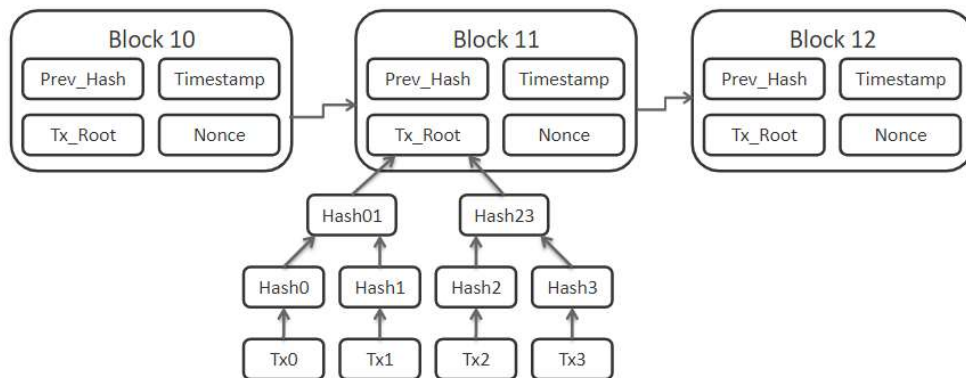 Block 10
Prev_Hash Timestamp
Tx_Root Nonce
Block 11
Prev_Hash Timestamp
Tx_Root Nonce
Block 12
Prev_Hash Timestamp
Tx_Root Nonce
Hash01 Hash23
Hash0 Hash1 Hash2 Hash3
Tx0 Tx1 Tx2 Tx3